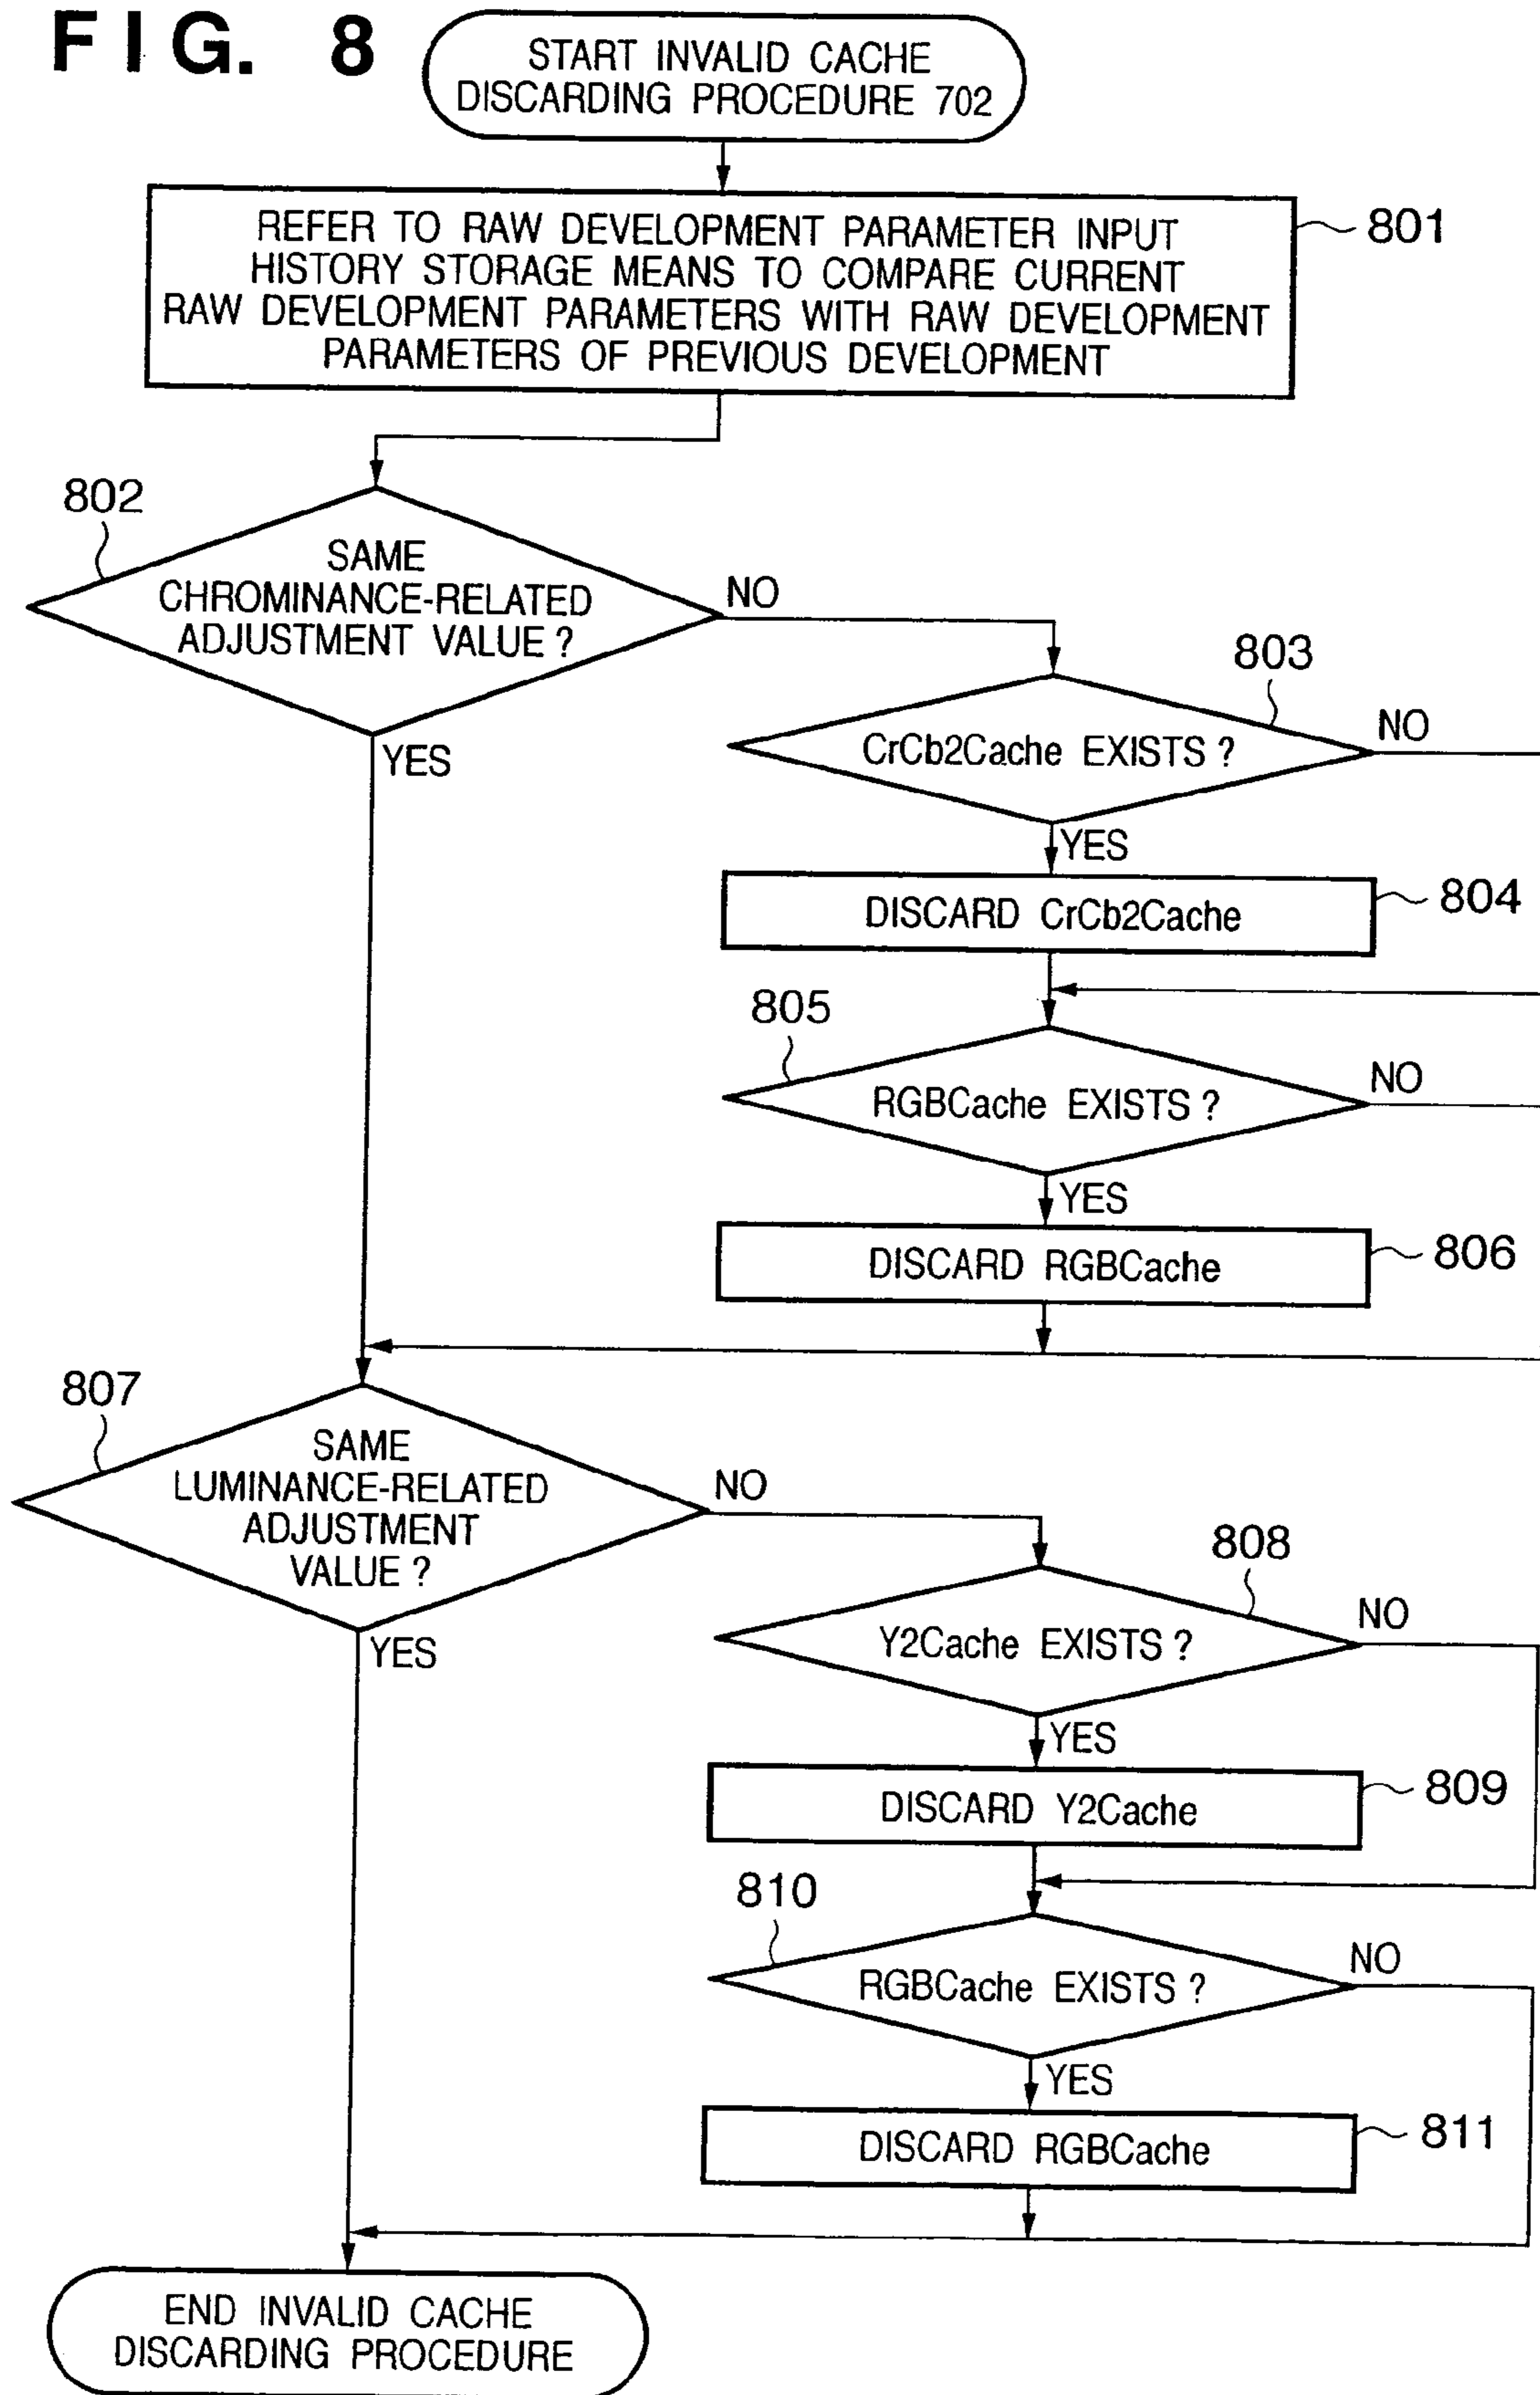 FIG. 8
START INVALID CACHE
DISCARDING PROCEDURE 702
REFER TO RAW DEVELOPMENT PARAMETER INPUT
HISTORY STORAGE MEANS TO COMPARE CURRENT
RAW DEVELOPMENT PARAMETERS WITH RAW DEVELOPMENT
PARAMETERS OF PREVIOUS DEVELOPMENT
801
802
SAME
CHROMINANCE-RELATED
ADJUSTMENT VALUE ?
NO
YES
803
CrCb2Cache EXISTS ?
NO
YES
DISCARD CrCb2Cache
804
805
RGBCache EXISTS ?
NO
YES
DISCARD RGBCache
806
807
SAME
LUMINANCE-RELATED
ADJUSTMENT
VALUE ?
NO
YES
808
Y2Cache EXISTS ?
NO
YES
DISCARD Y2Cache
809
810
RGBCache EXISTS ?
NO
YES
DISCARD RGBCache
811
END INVALID CACHE
DISCARDING PROCEDURE